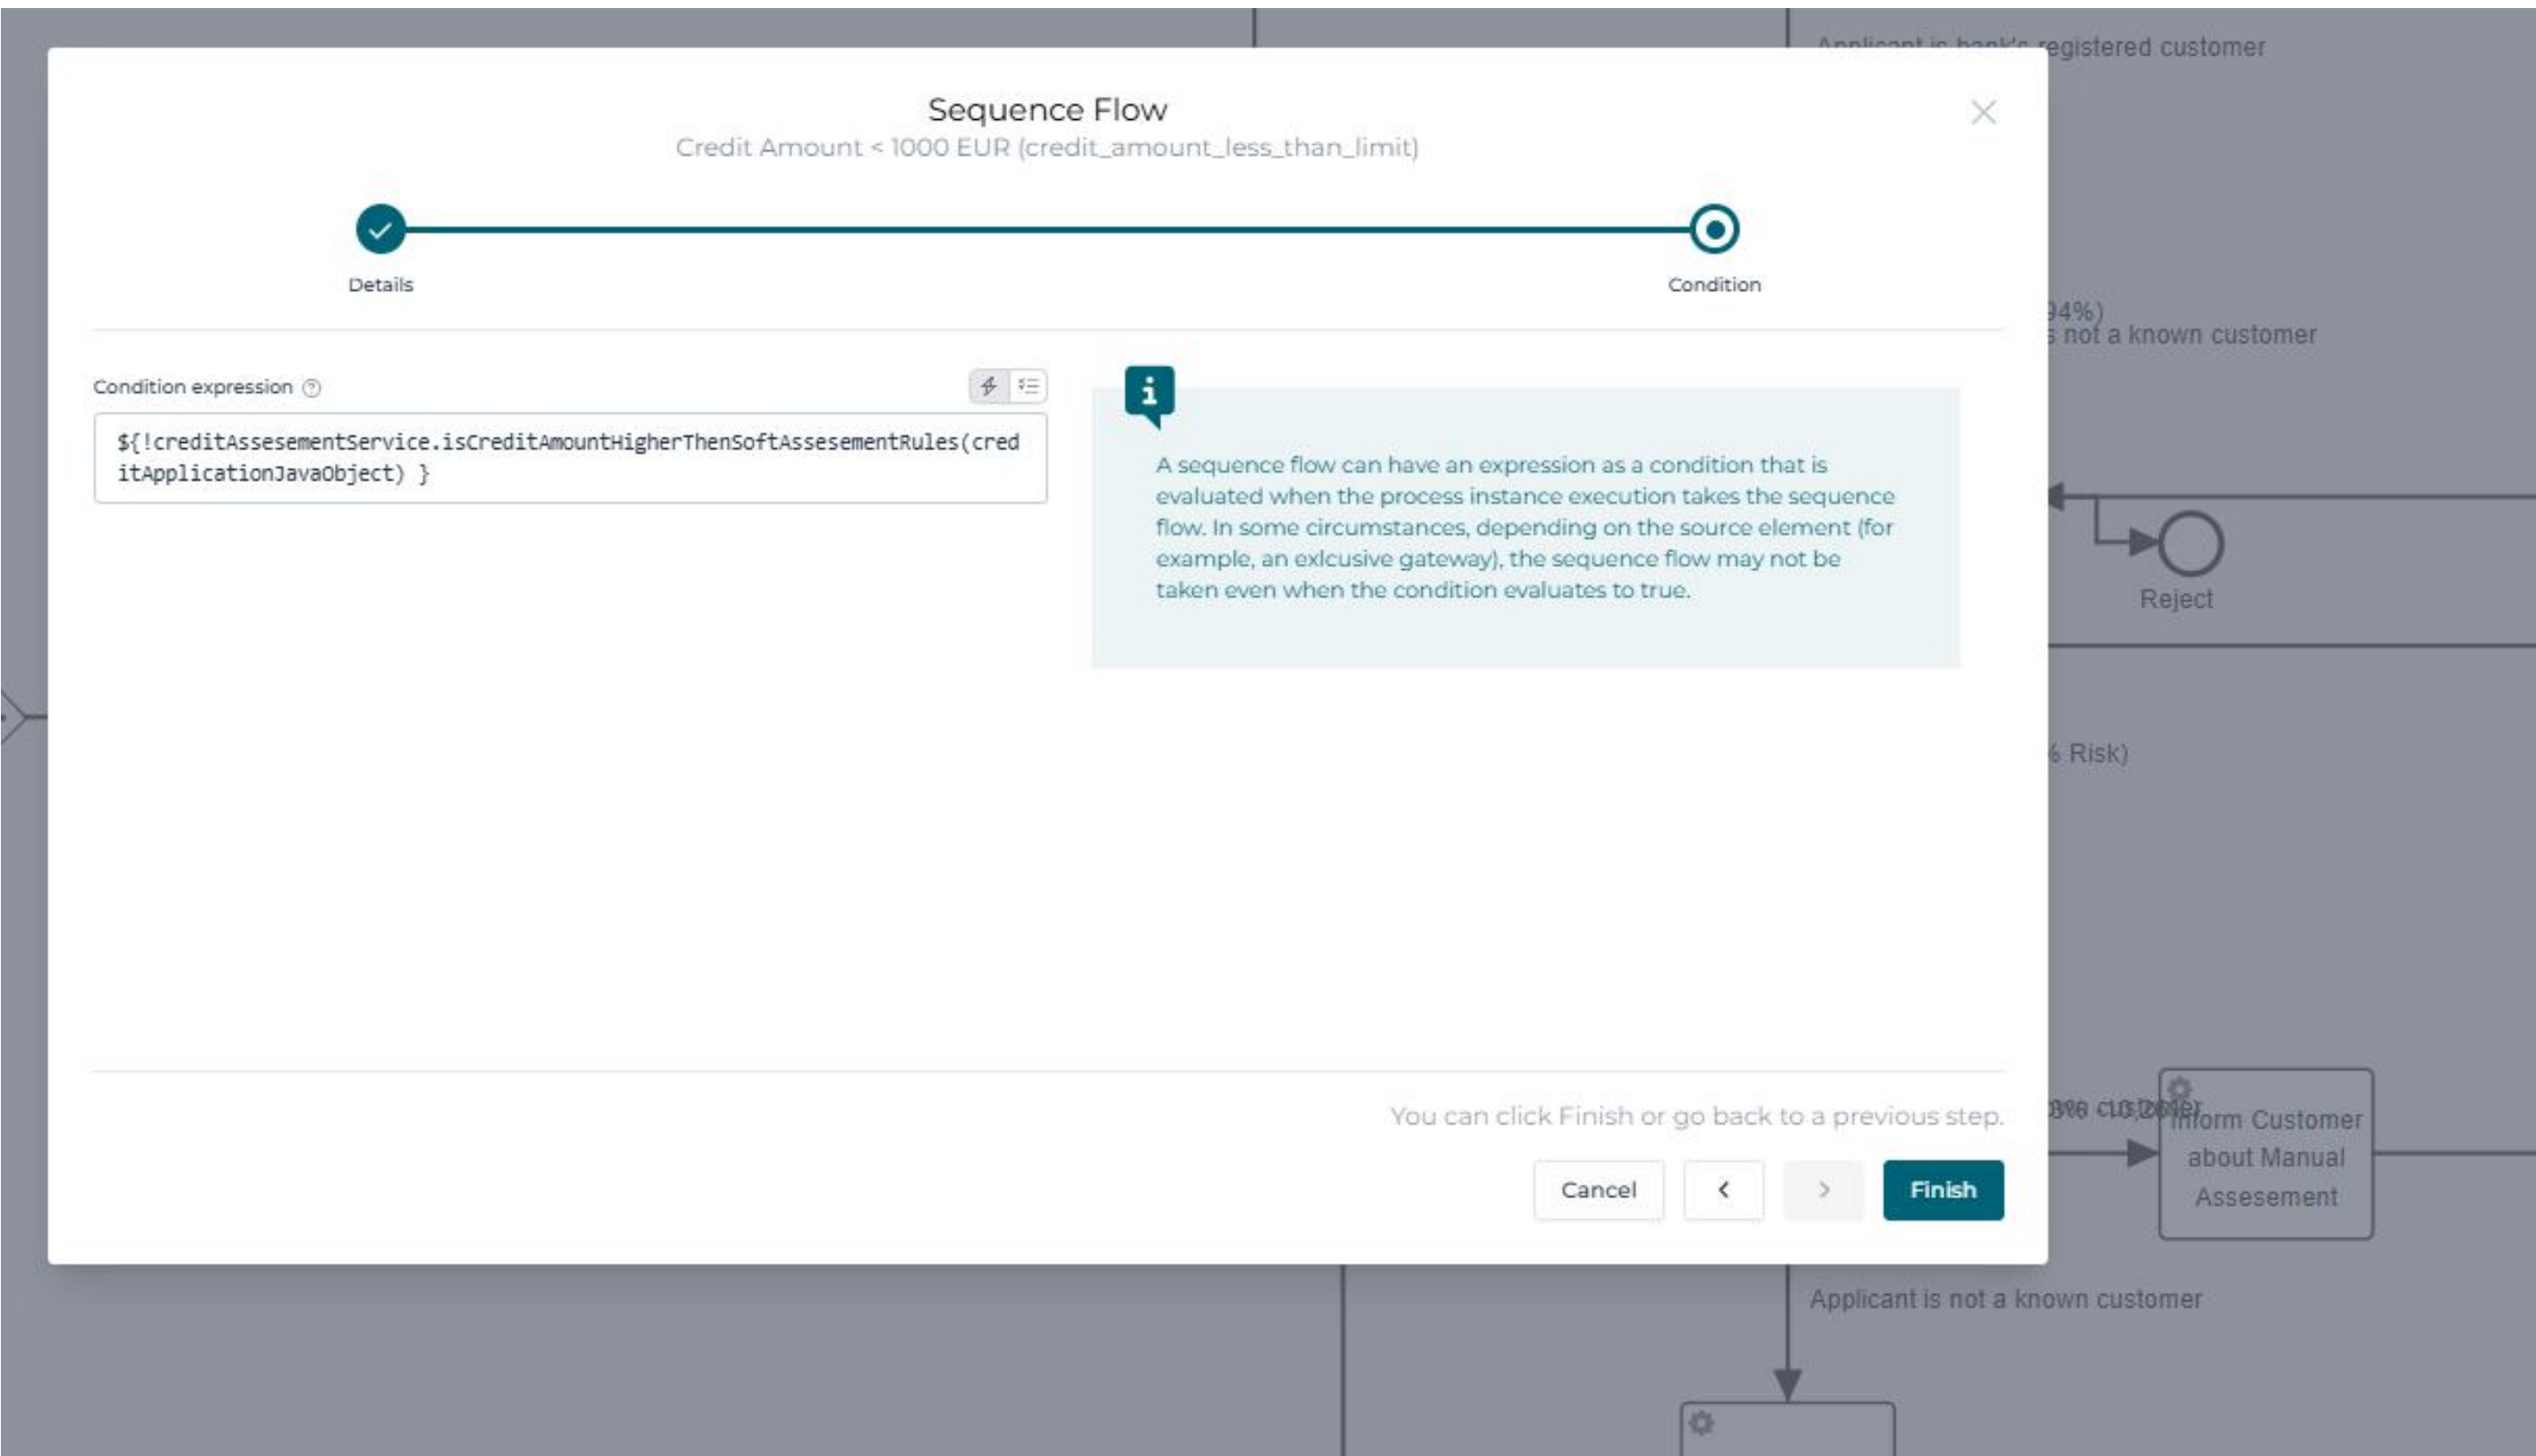 Applicant is bank's registered customer
Sequence Flow
Credit Amount < 1000 EUR (credit_amount_less_than_limit)
Details
Condition
94%)
s not a known customer
Condition expression
${!creditAssesementService.isCreditAmountHigherThenSoftAssesementRules(cred
itApplicationJavaObject) }
A sequence flow can have an expression as a condition that is
evaluated when the process instance execution takes the sequence
flow. In some circumstances, depending on the source element (for
example, an exlcusive gateway), the sequence flow may not be
taken even when the condition evaluates to true.
Reject
% Risk)
You can click Finish or go back to a previous step.
Cancel
Finish
customer
Inform Customer
about Manual
Assesement
Applicant is not a known customer